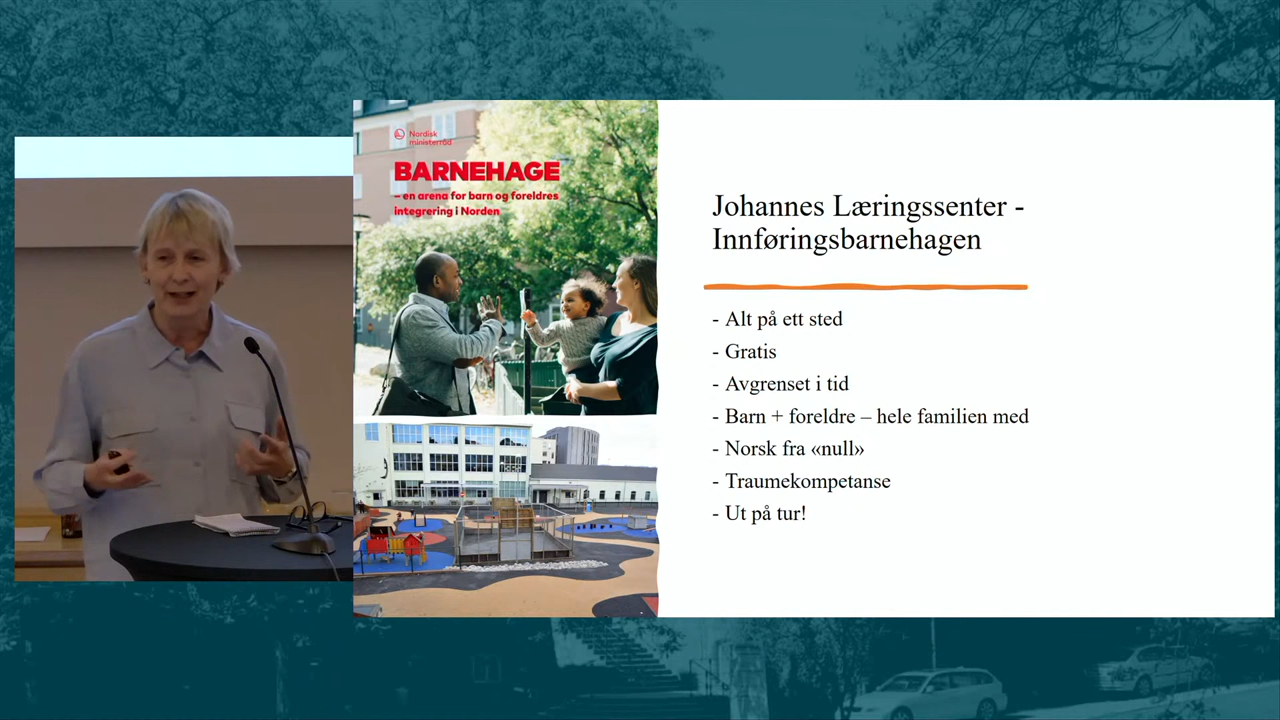 Nordisk
ministerråd
BARNEHAGE
– en arena for barn og foreldres
integrering i Norden
Johannes Læringssenter -
Innføringsbarnehagen
- Alt på ett sted
- Gratis
- Avgrenset i tid
- Barn + foreldre – hele familien med
- Norsk fra «null»
- Traumekompetanse
- Ut på tur!